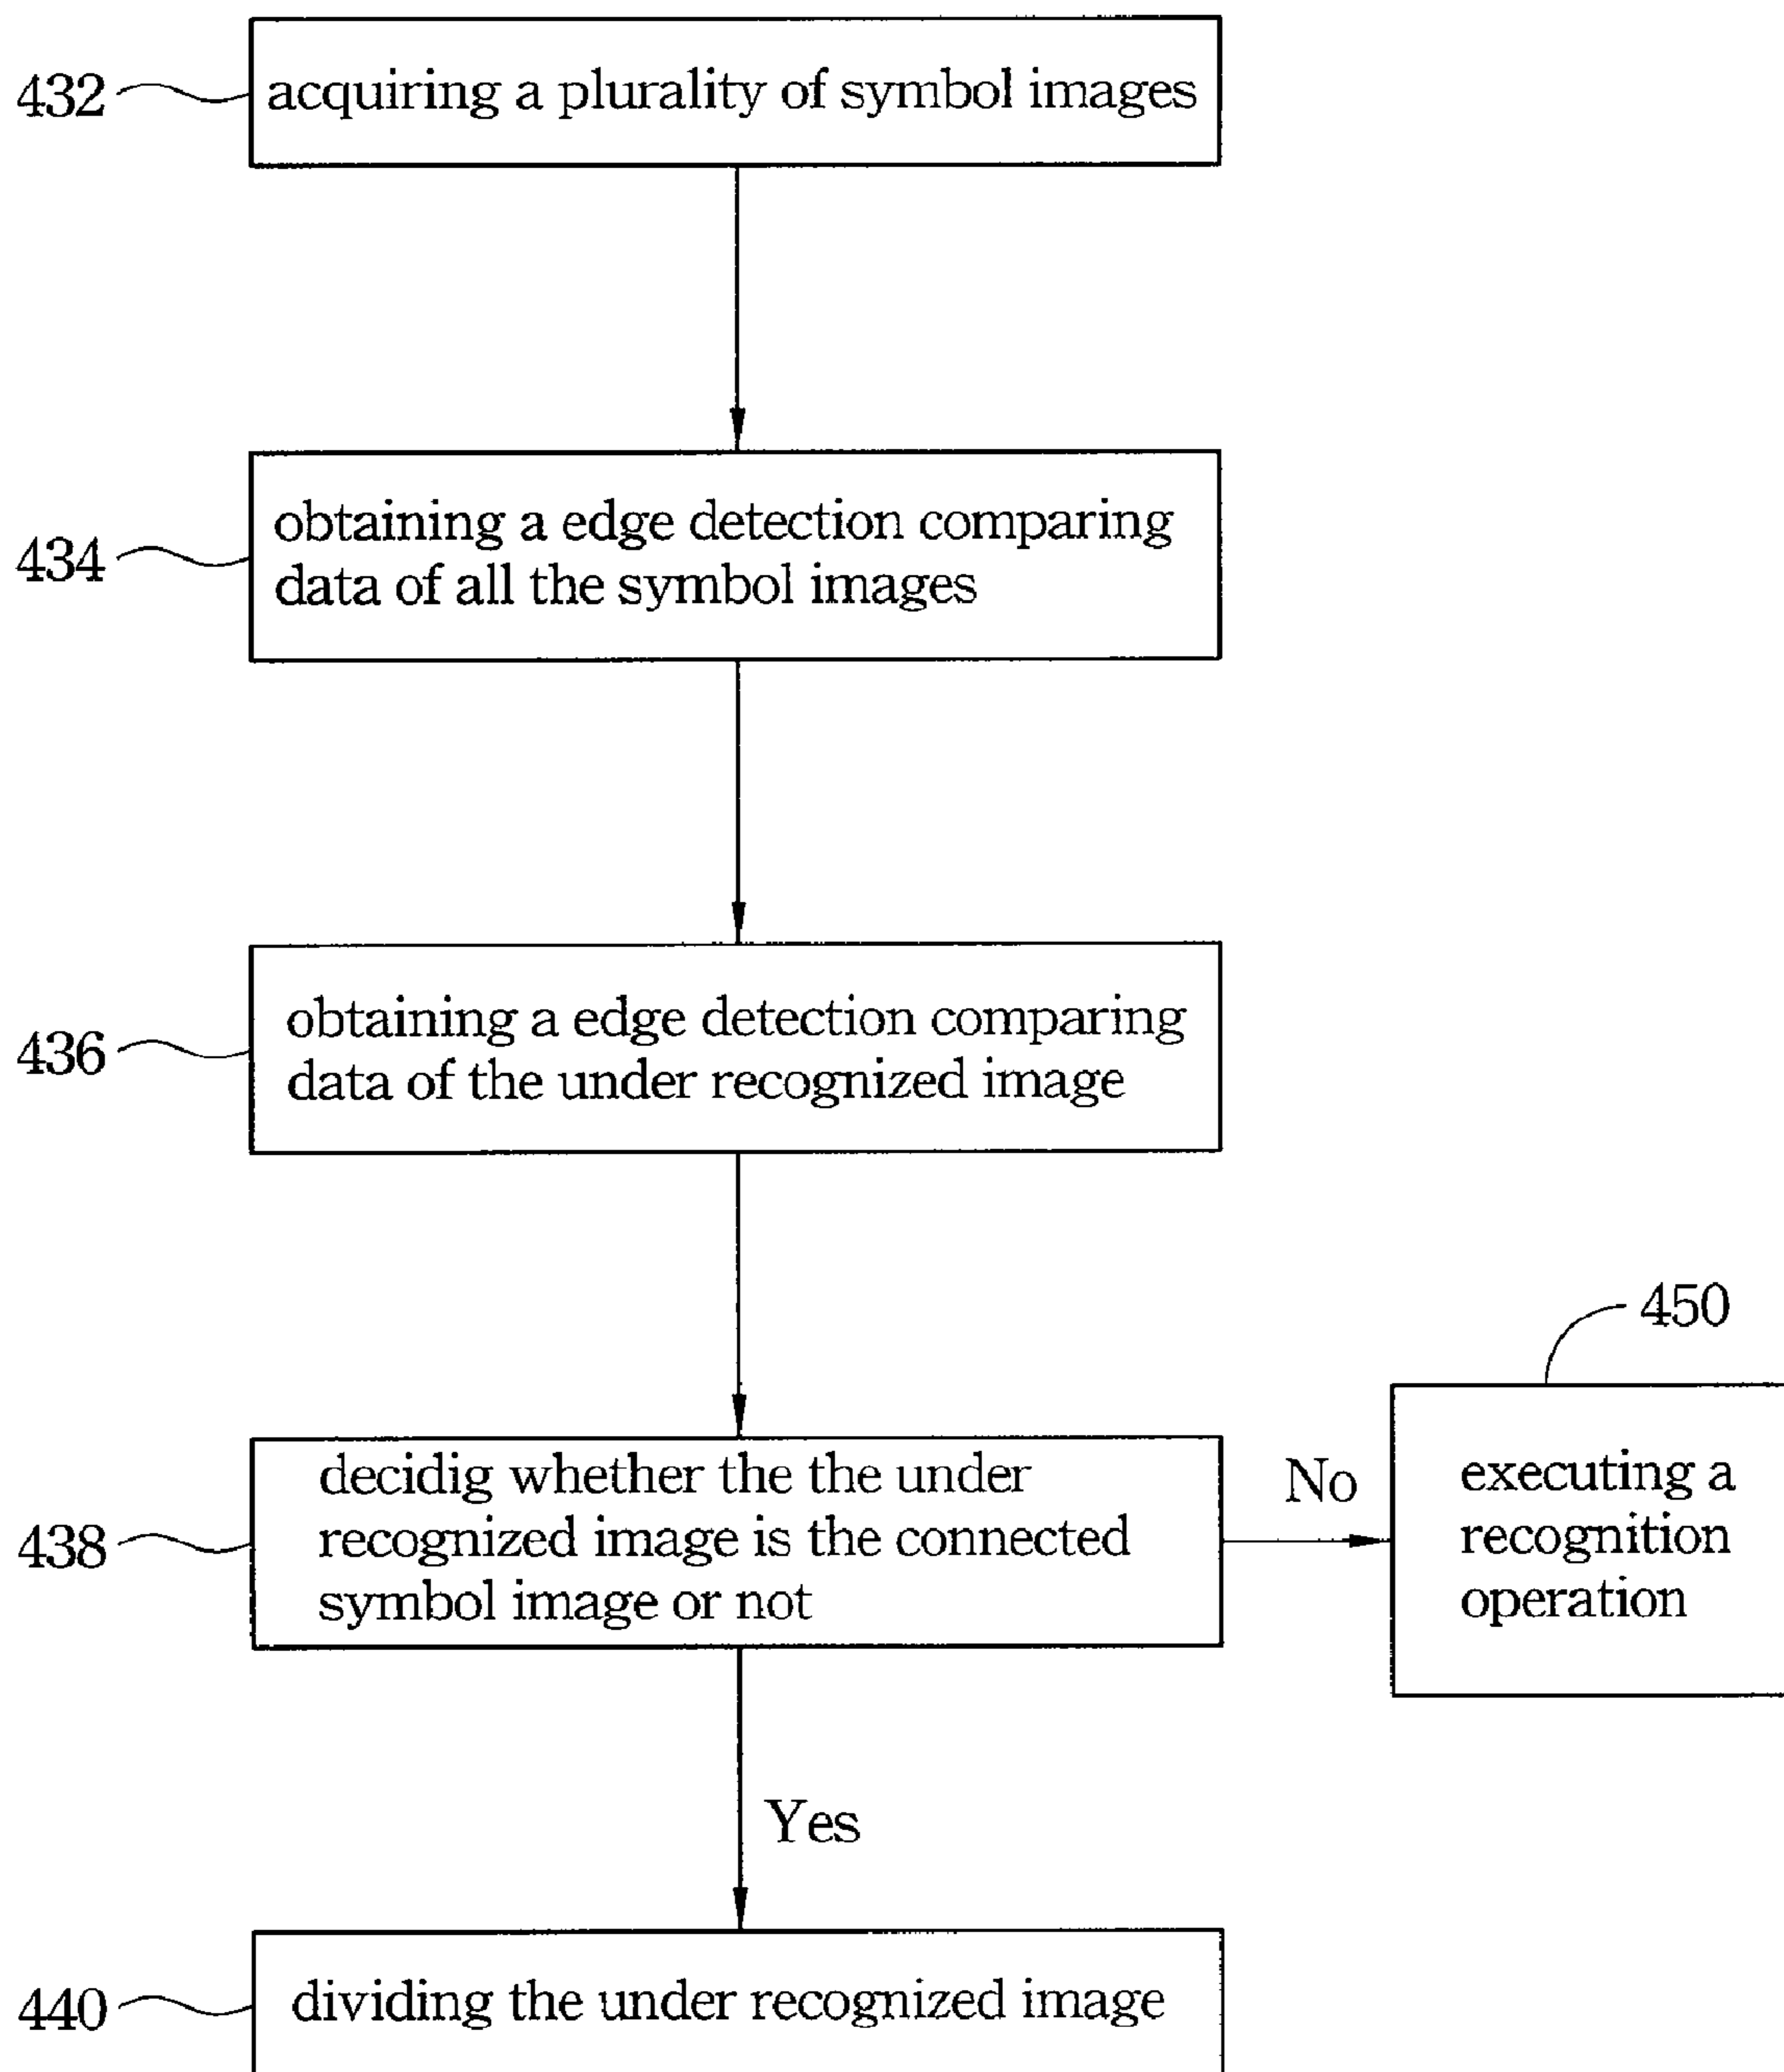 432
acquiring a plurality of symbol images
434
obtaining a edge detection comparing
data of all the symbol images
436
obtaining a edge detection comparing
data of the under recognized image
450
438
decidig whether the the under
recognized image is the connected
symbol image or not
No
executing a
recognition
operation
Yes
440
dividing the under recognized image